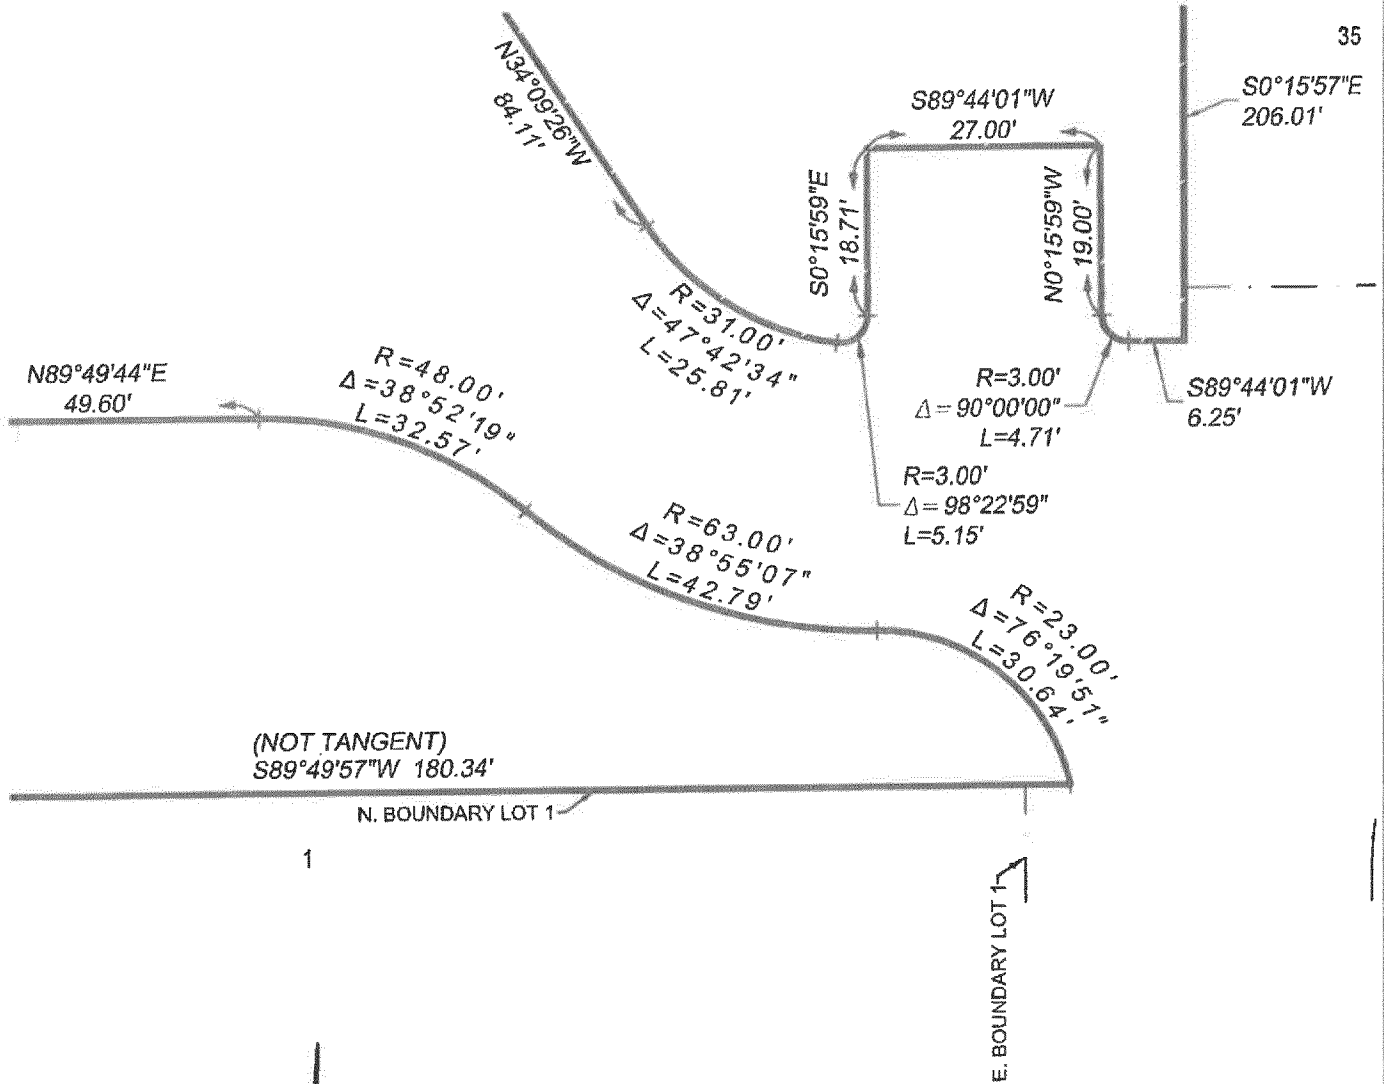 35
S0°15'57"E
206.01'
N34°09'26"W
84.11'
S89°44'01"W
27.00'
S0°15'59"E
18.71'
N0°15'59"W
19.00'
R=31.00'
Δ=47°42'34"
L=25.81'
N89°49'44"E
49.60'
R=48.00'
Δ=38°52'19"
L=32.57'
R=3.00'
Δ=90°00'00"
L=4.71'
S89°44'01"W
6.25'
R=3.00'
Δ=98°22'59"
L=5.15'
R=63.00'
Δ=38°55'07"
L=42.79'
R=23.00'
Δ=76°19'51"
L=30.64'
(NOT TANGENT)
S89°49'57"W 180.34'
N. BOUNDARY LOT 1
1
E. BOUNDARY LOT 1